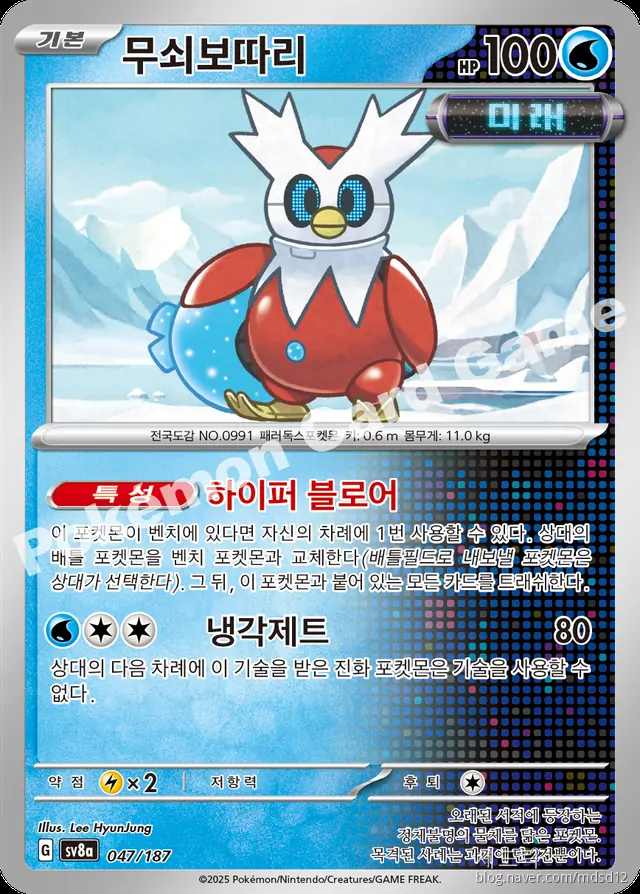 기본
무쇠보따리
HP 100
미래
전국도감 NO.0991 패러독스포켓몬 키: 0.6 m 몸무게: 11.0 kg
특성 하이퍼 블로어
이 포켓몬이 벤치에 있다면 자신의 차례에 1번 사용할 수 있다. 상대의
배틀 포켓몬을 벤치 포켓몬과 교체한다(배틀필드로 내보낼 포켓몬은
상대가 선택한다). 그 뒤, 이 포켓몬과 붙어 있는 모든 카드를 트래쉬한다.
냉각제트 80
상대의 다음 차례에 이 기술을 받은 진화 포켓몬은 기술을 사용할 수
없다.
약점 ×2 저항력 후퇴
Illus. Lee HyunJung
오래된 서적에 등장하는
정체불명의 물체를 닮은 포켓몬.
목격된 사례는 과거에 단 2건뿐이다.
G sv8a 047/187
©2025 Pokémon/Nintendo/Creatures/GAME FREAK.
Pokémon Card Game
blog.naver.com/mdsd12